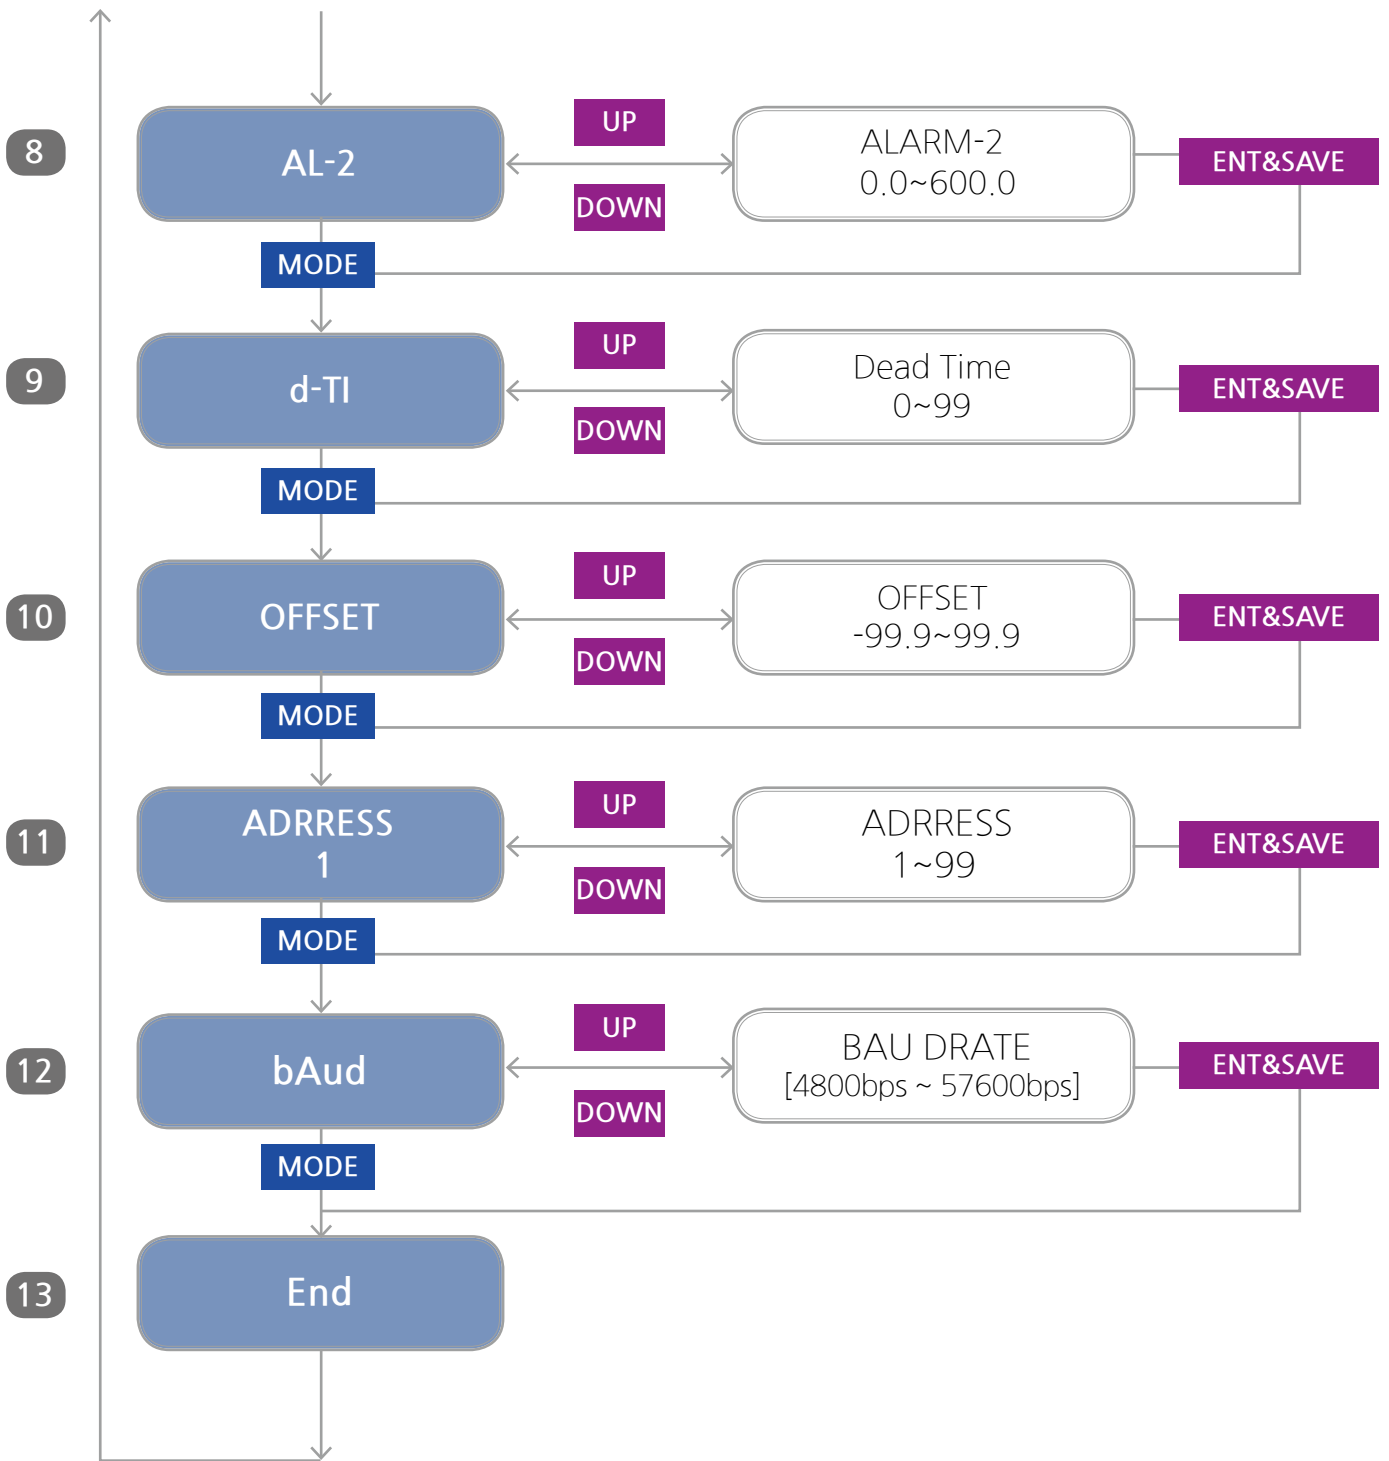 8
AL-2
UP
DOWN
ALARM-2
0.0~600.0
ENT&SAVE
MODE
9
d-TI
UP
DOWN
Dead Time
0~99
ENT&SAVE
MODE
10
OFFSET
UP
DOWN
OFFSET
-99.9~99.9
ENT&SAVE
MODE
11
ADRRESS
1
UP
DOWN
ADRRESS
1~99
ENT&SAVE
MODE
12
bAud
UP
DOWN
BAU DRATE
[4800bps ~ 57600bps]
ENT&SAVE
MODE
13
End